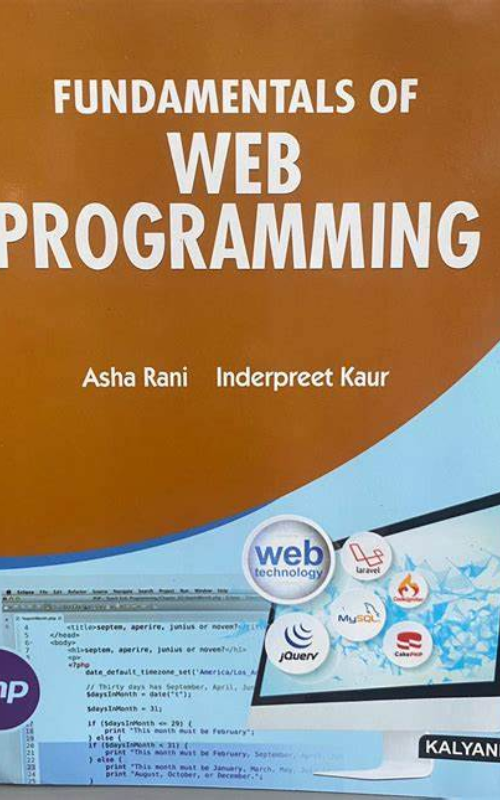 FUNDAMENTALS OF
WEB
PROGRAMMING
Asha Rani Inderpreet Kaur
web
technology
laravel
CodeIgniter
MySQL
jQuery
CakePHP
<title>septem, aperire, junius or novem?</
</head>
<body>
<h1>septem, aperire, junius or novem?</h1>
<p>
<?php
date_default_timezone_set('America/Los_A
// Thirty days has September, April, Jun
$daysInMonth = date("t");
$daysInMonth = 31;
if ($daysInMonth <= 29) {
print "This month must be February";
} else {
if ($daysInMonth < 31) {
print "This month must be February, September,
} else {
print "This month must be January, March, May,
print "August, October, or December.";
}
hp
KALYANI